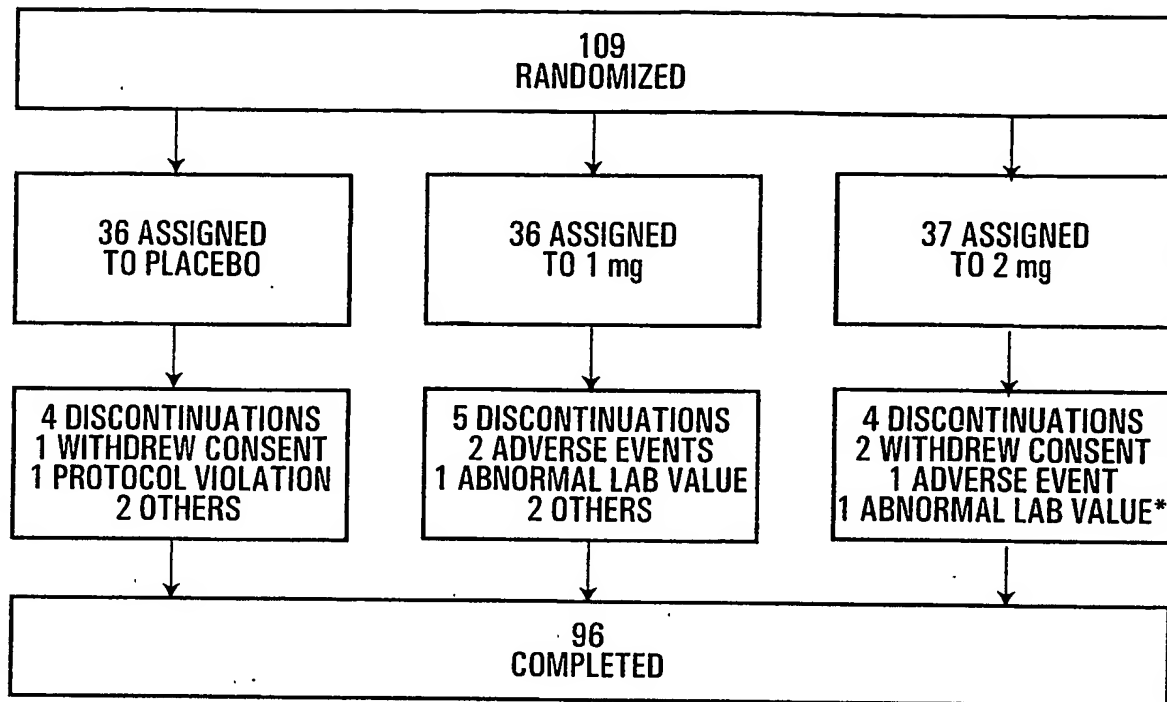 109
RANDOMIZED
36 ASSIGNED
TO PLACEBO
36 ASSIGNED
TO 1 mg
37 ASSIGNED
TO 2 mg
4 DISCONTINUATIONS
1 WITHDREW CONSENT
1 PROTOCOL VIOLATION
2 OTHERS
5 DISCONTINUATIONS
2 ADVERSE EVENTS
1 ABNORMAL LAB VALUE
2 OTHERS
4 DISCONTINUATIONS
2 WITHDREW CONSENT
1 ADVERSE EVENT
1 ABNORMAL LAB VALUE*
96
COMPLETED